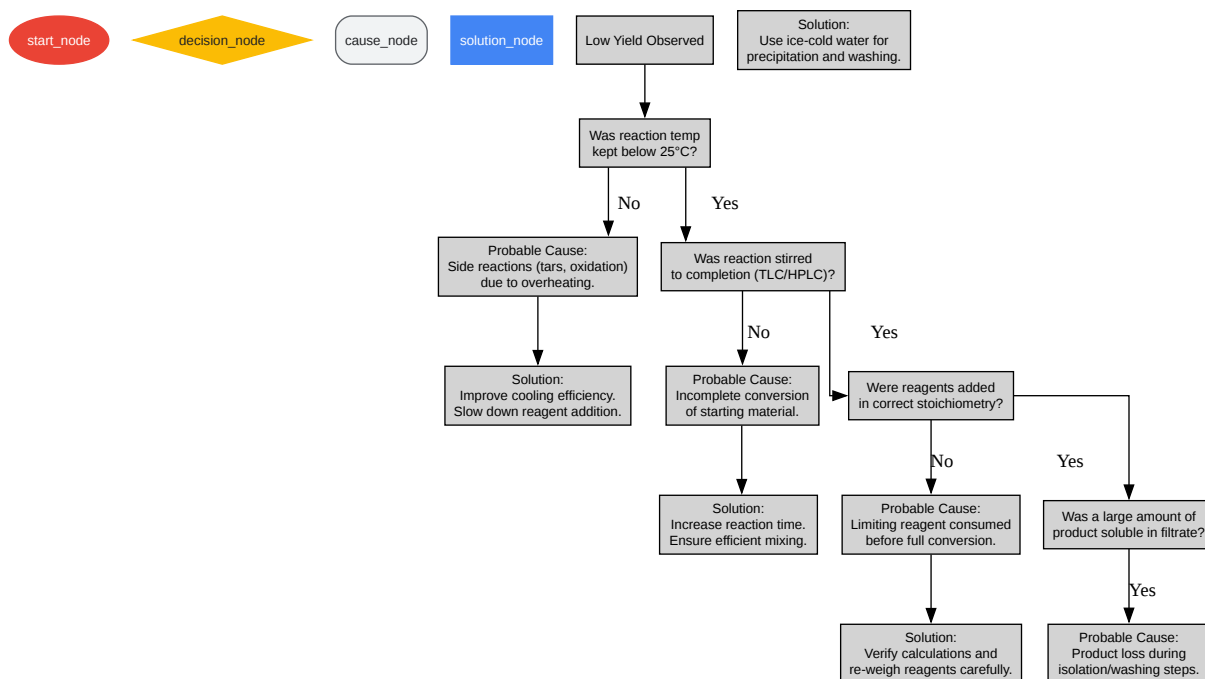 start_node
decision_node
cause_node
solution_node
Low Yield Observed
Solution:
Use ice-cold water for
precipitation and washing.
Was reaction temp
kept below 25°C?
No
Yes
Probable Cause:
Side reactions (tars, oxidation)
due to overheating.
Was reaction stirred
to completion (TLC/HPLC)?
No
Yes
Solution:
Improve cooling efficiency.
Slow down reagent addition.
Probable Cause:
Incomplete conversion
of starting material.
Were reagents added
in correct stoichiometry?
No
Yes
Solution:
Increase reaction time.
Ensure efficient mixing.
Probable Cause:
Limiting reagent consumed
before full conversion.
Was a large amount of
product soluble in filtrate?
Yes
Solution:
Verify calculations and
re-weigh reagents carefully.
Probable Cause:
Product loss during
isolation/washing steps.